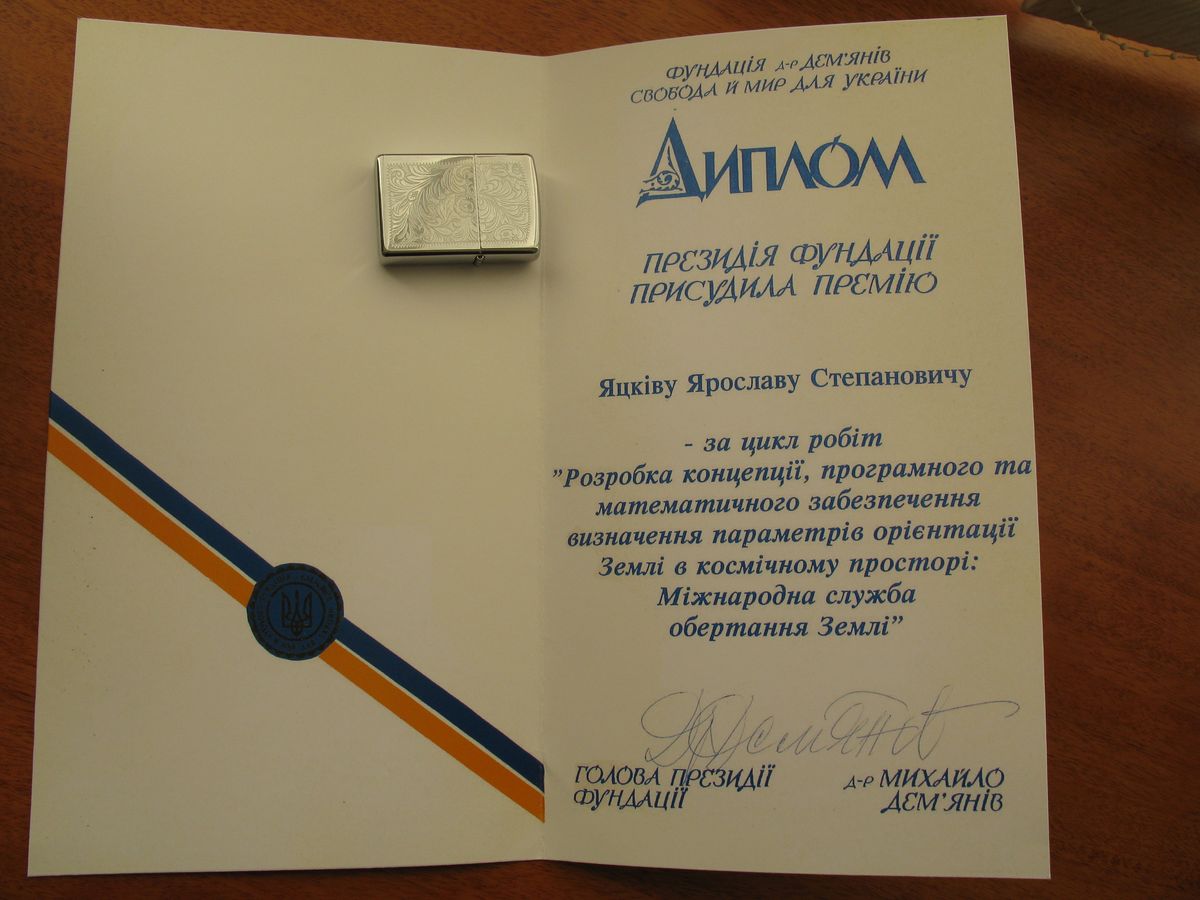 ФУНДАЦІЯ д-р ДЕМ'ЯНІВ
СВОБОДА Й МИР ДЛЯ УКРАЇНИ
ДИПЛОМ
ПРЕЗИДІЯ ФУНДАЦІЇ
ПРИСУДИЛА ПРЕМІЮ
Яцківу Ярославу Степановичу
- за цикл робіт
"Розробка концепції, програмного та
математичного забезпечення
визначення параметрів орієнтації
Землі в космічному просторі:
Міжнародна служба
обертання Землі"
Дем'янів
ГОЛОВА ПРЕЗИДІЇ
ФУНДАЦІЇ
д-р МИХАЙЛО
ДЕМ'ЯНІВ